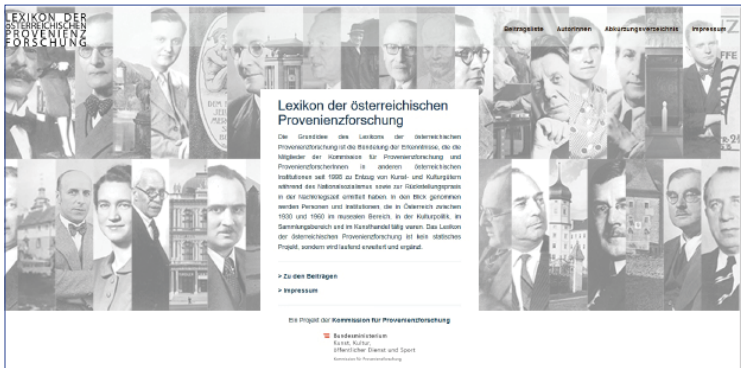 LEXIKON DER
ÖSTERREICHISCHEN
PROVENIENZ
FORSCHUNG
Beitragsliste AutorInnen Abkürzungsverzeichnis Impressum
Lexikon der österreichischen
Provenienzforschung
Die Grundidee des Lexikons der österreichischen
Provenienzforschung ist die Bündelung der Erkenntnisse, die die
Mitglieder der Kommission für Provenienzforschung und
ProvenienzforscherInnen in anderen österreichischen
Institutionen seit 1998 zu Entzug von Kunst- und Kulturgütern
während des Nationalsozialismus sowie zur Rückstellungspraxis
in der Nachkriegszeit ermittelt haben. In den Blick genommen
werden Personen und Institutionen, die in Österreich zwischen
1930 und 1960 im musealen Bereich, in der Kulturpolitik, im
Sammlungsbereich und im Kunsthandel tätig waren. Das Lexikon
der österreichischen Provenienzforschung ist kein statisches
Projekt, sondern wird laufend erweitert und ergänzt.
> Zu den Beiträgen
> Impressum
Ein Projekt der Kommission für Provenienzforschung
Bundesministerium
Kunst, Kultur,
öffentlicher Dienst und Sport
Kommission für Provenienzforschung